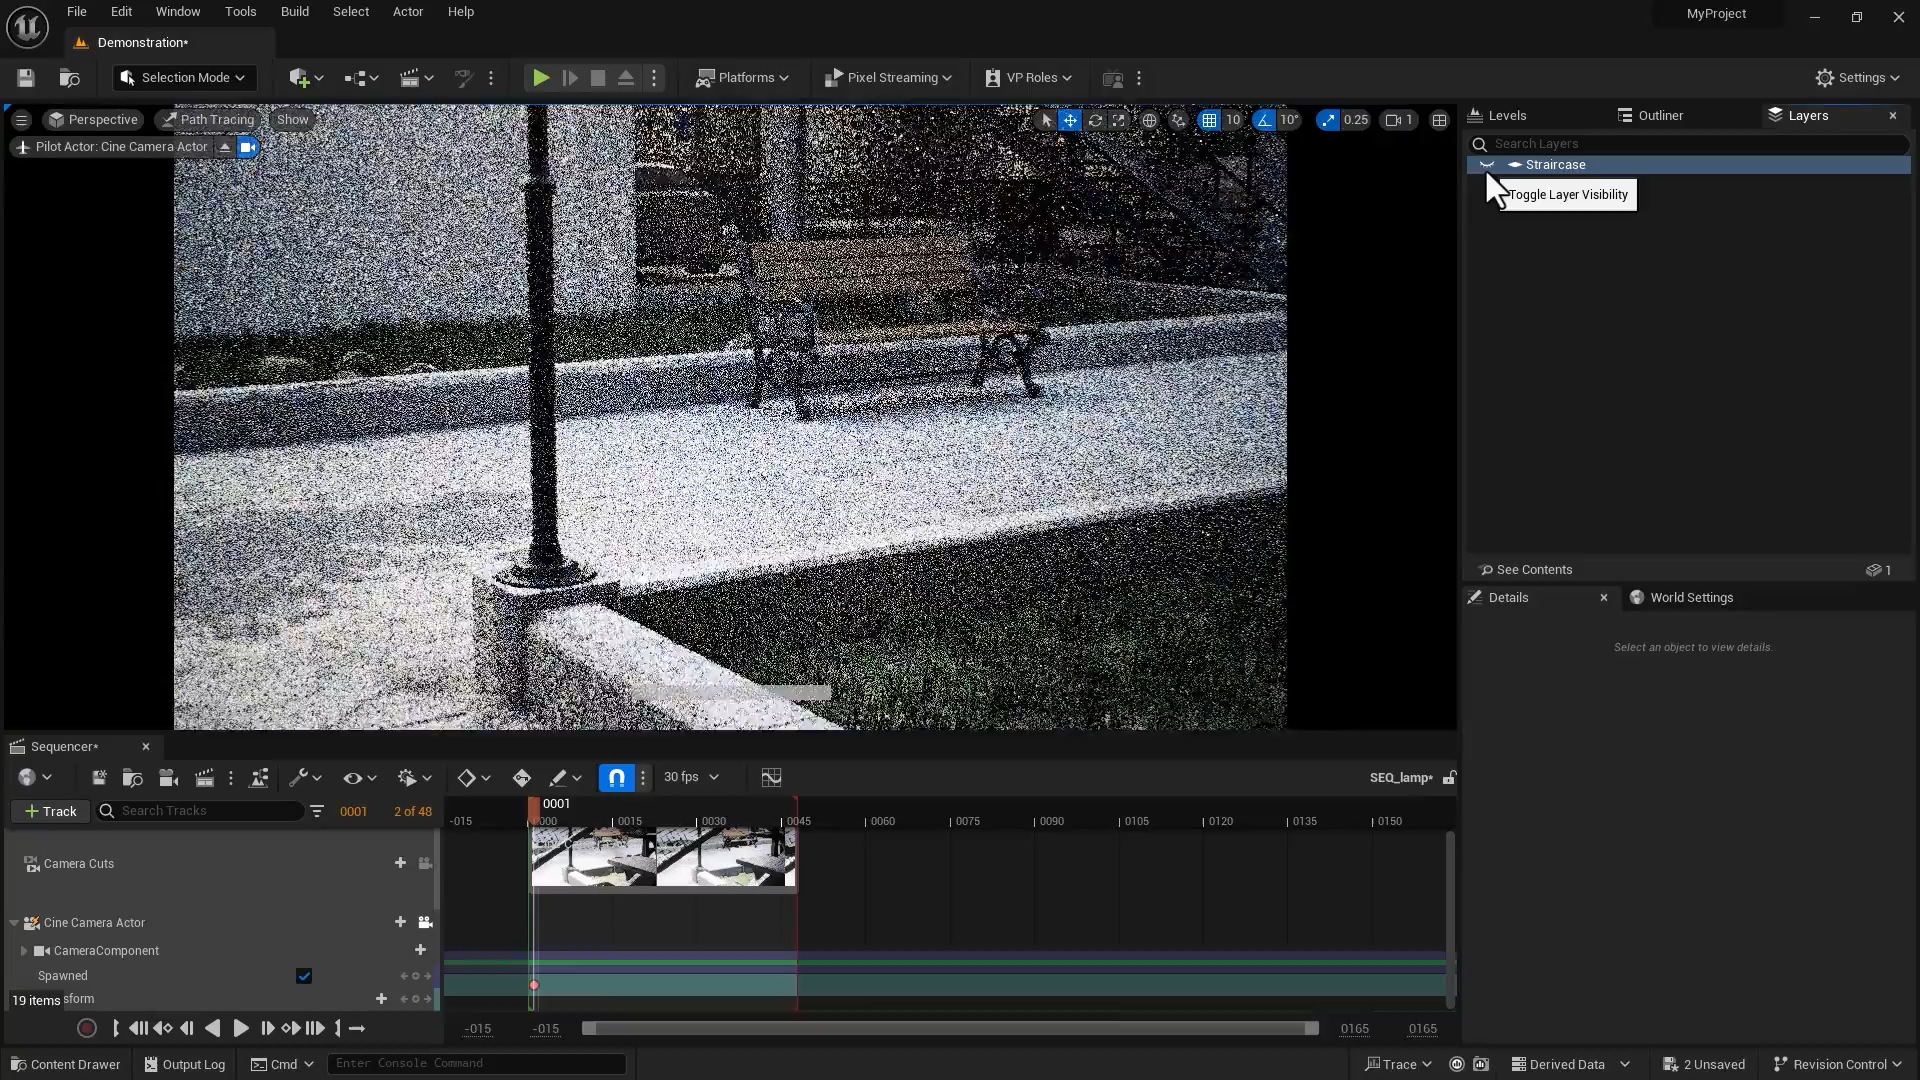 File Edit Window Tools Build Select Actor Help
MyProject
Demonstration*
Selection Mode
Platforms
Pixel Streaming
VP Roles
Settings
Perspective
Path Tracing
Show
10
10°
0.25
1
Pilot Actor: Cine Camera Actor
Levels
Outliner
Layers
Search Layers
Straircase
Toggle Layer Visibility
See Contents
1
Details
World Settings
Select an object to view details.
Sequencer*
30 fps
SEQ_lamp*
Track
Search Tracks
0001
2 of 48
0001
-015 0000 0015 0030 0045 0060 0075 0090 0105 0120 0135 0150
Camera Cuts
Cine Camera Actor
CameraComponent
Spawned
19 items
sform
-015 -015 0165 0165
Content Drawer
Output Log
Cmd
Enter Console Command
Trace
Derived Data
2 Unsaved
Revision Control